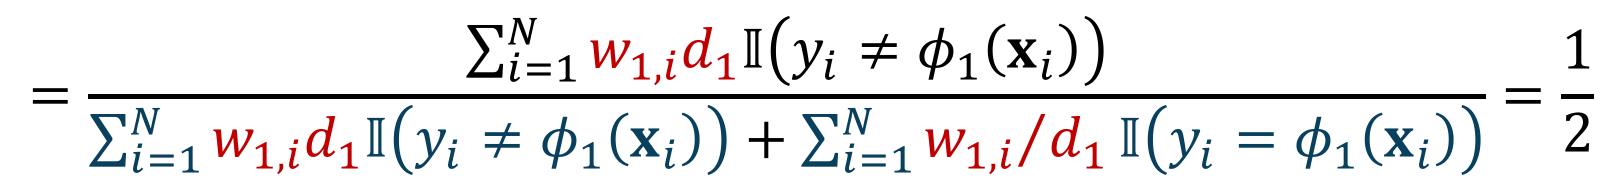 = \frac{\sum_{i=1}^{N} w_{1,i} d_1 \mathbb{I}(y_i \neq \phi_1(\mathbf{x}_i))}{\sum_{i=1}^{N} w_{1,i} d_1 \mathbb{I}(y_i \neq \phi_1(\mathbf{x}_i)) + \sum_{i=1}^{N} w_{1,i}/d_1 \, \mathbb{I}(y_i = \phi_1(\mathbf{x}_i))} = \frac{1}{2}